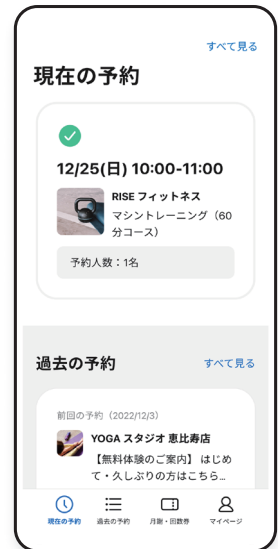 すべて見る
現在の予約
12/25(日) 10:00-11:00
RISE フィットネス
マシントレーニング（60
分コース）
予約人数：1名
過去の予約
すべて見る
前回の予約（2022/12/3）
YOGA スタジオ 恵比寿店
【無料体験のご案内】 はじめ
て・久しぶりの方はこちら...
現在の予約 過去の予約 月謝・回数券 マイページ